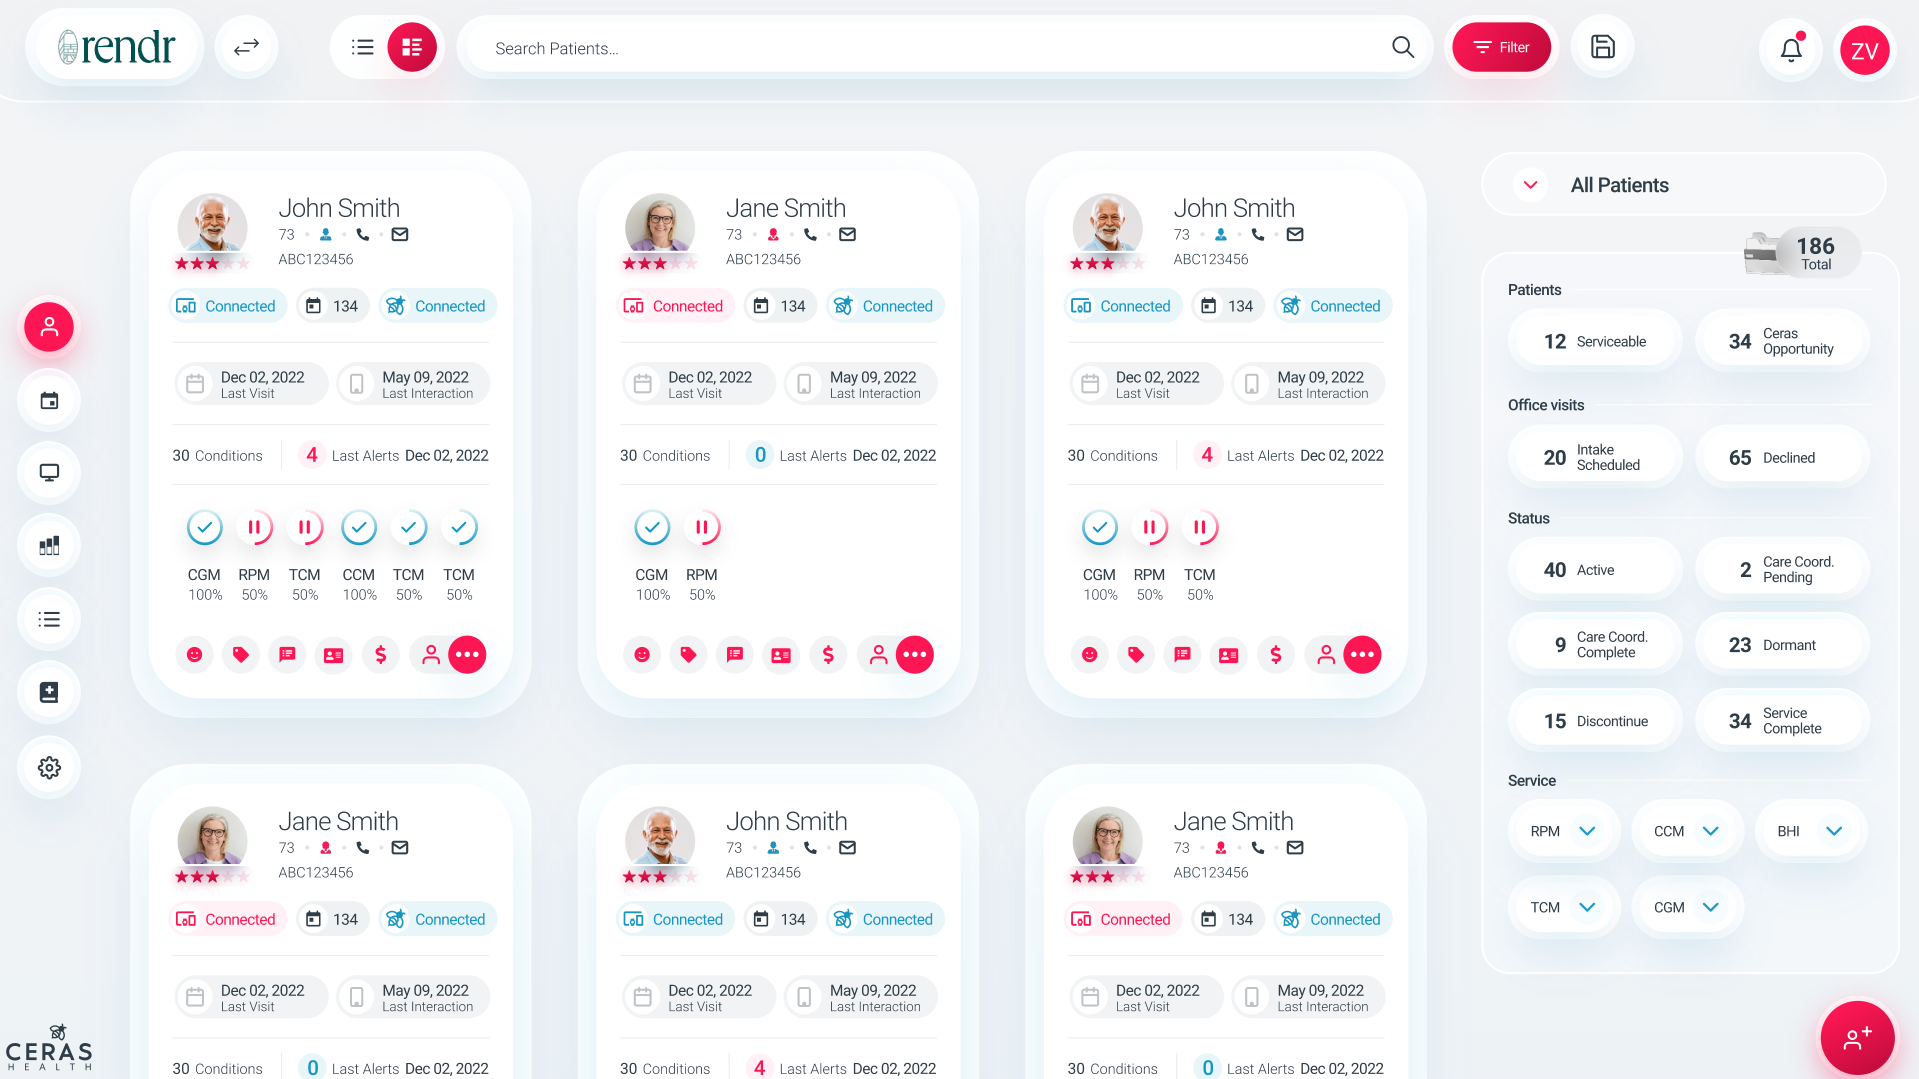 rendr
Search Patients...
Filter
ZV
John Smith
73
ABC123456
Connected
134
Connected
Dec 02, 2022
Last Visit
May 09, 2022
Last Interaction
30 Conditions
4 Last Alerts Dec 02, 2022
CGM RPM TCM CCM TCM TCM
100% 50% 50% 100% 50% 50%
Jane Smith
73
ABC123456
Connected
134
Connected
Dec 02, 2022
Last Visit
May 09, 2022
Last Interaction
30 Conditions
0 Last Alerts Dec 02, 2022
CGM RPM
100% 50%
John Smith
73
ABC123456
Connected
134
Connected
Dec 02, 2022
Last Visit
May 09, 2022
Last Interaction
30 Conditions
4 Last Alerts Dec 02, 2022
CGM RPM TCM
100% 50% 50%
Jane Smith
73
ABC123456
Connected
134
Connected
Dec 02, 2022
Last Visit
May 09, 2022
Last Interaction
30 Conditions
0 Last Alerts Dec 02, 2022
John Smith
73
ABC123456
Connected
134
Connected
Dec 02, 2022
Last Visit
May 09, 2022
Last Interaction
30 Conditions
4 Last Alerts Dec 02, 2022
Jane Smith
73
ABC123456
Connected
134
Connected
Dec 02, 2022
Last Visit
May 09, 2022
Last Interaction
30 Conditions
0 Last Alerts Dec 02, 2022
All Patients
186
Total
Patients
12 Serviceable
34 Ceras
Opportunity
Office visits
20 Intake
Scheduled
65 Declined
Status
40 Active
2 Care Coord.
Pending
9 Care Coord.
Complete
23 Dormant
15 Discontinue
34 Service
Complete
Service
RPM
CCM
BHI
TCM
CGM
CERAS
HEALTH